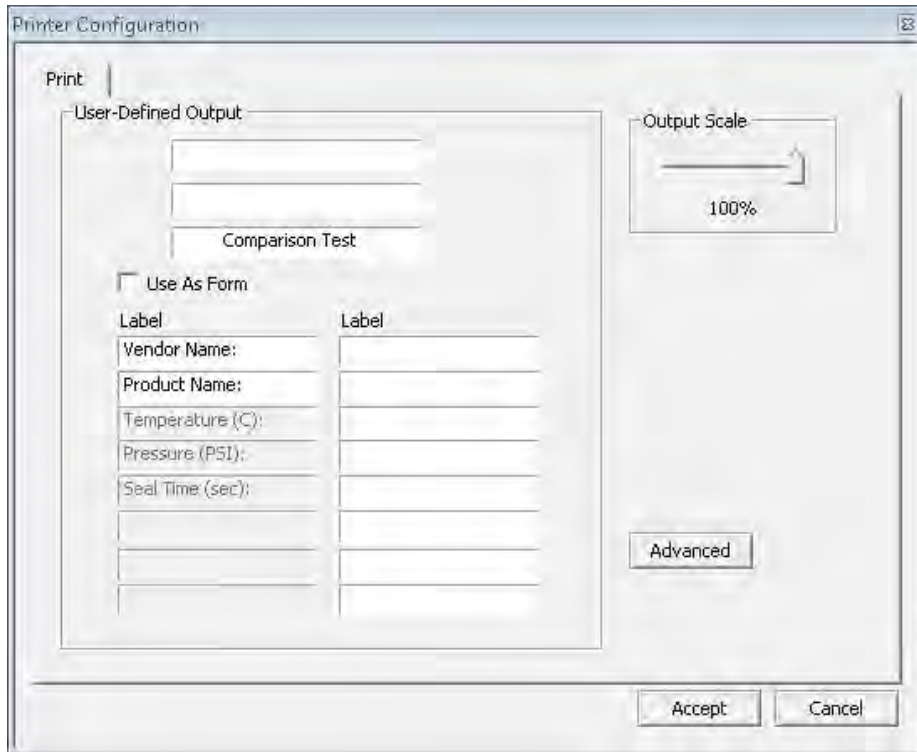 Printer Configuration
Print
User-Defined Output
Output Scale
100%
Comparison Test
Use As Form
Label Label
Vendor Name:
Product Name:
Temperature (C):
Pressure (PSI):
Seal Time (sec):
Advanced
Accept Cancel